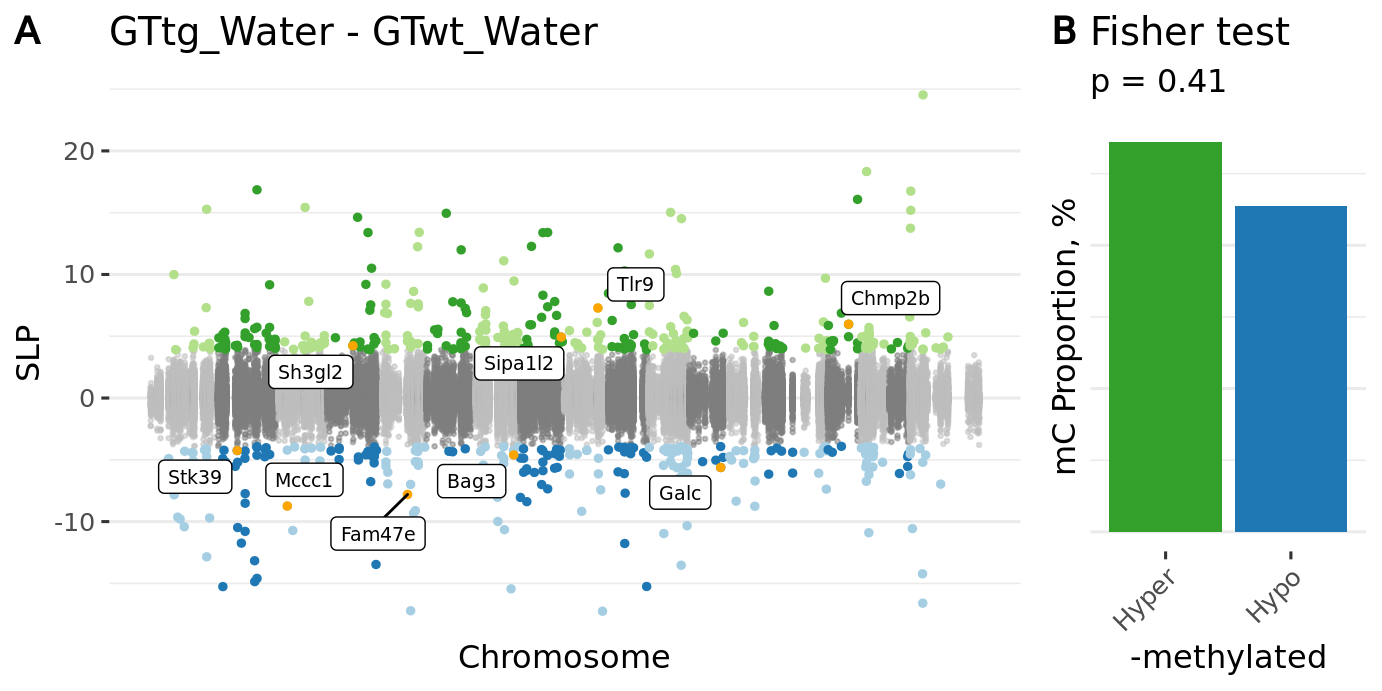 A GTtg_Water - GTwt_Water
SLP
20
10
0
-10
Tlr9
Chmp2b
Sh3gl2
Sipa1l2
Stk39
Mccc1
Bag3
Galc
Fam47e
Chromosome
B Fisher test
p = 0.41
mC Proportion, %
Hyper
Hypo
-methylated